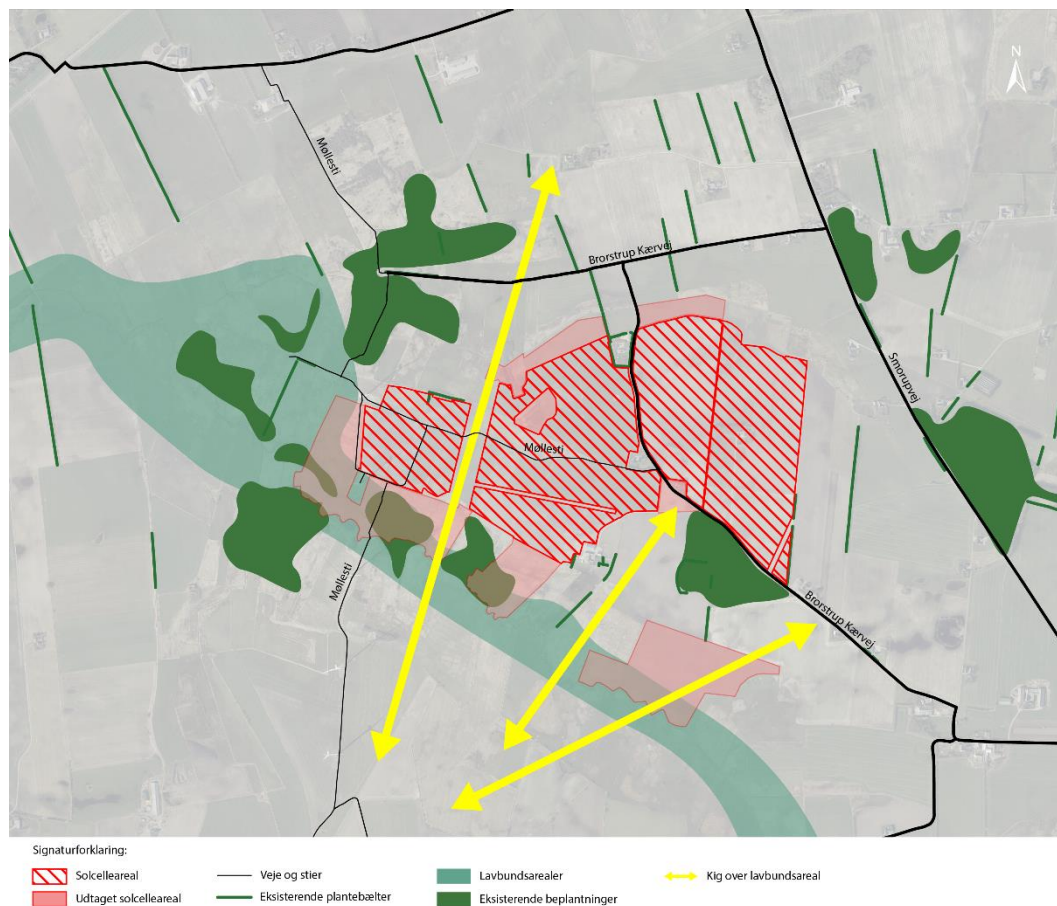 N
Møllesti
Brorstrup Kærvej
Smorupvej
Møllesti
Møllesti
Brorstrup Kærvej
Signaturforklaring:
Solcelleareal
Veje og stier
Lavbundsarealer
Kig over lavbundsareal
Udtaget solcelleareal
Eksisterende plantebælter
Eksisterende beplantninger